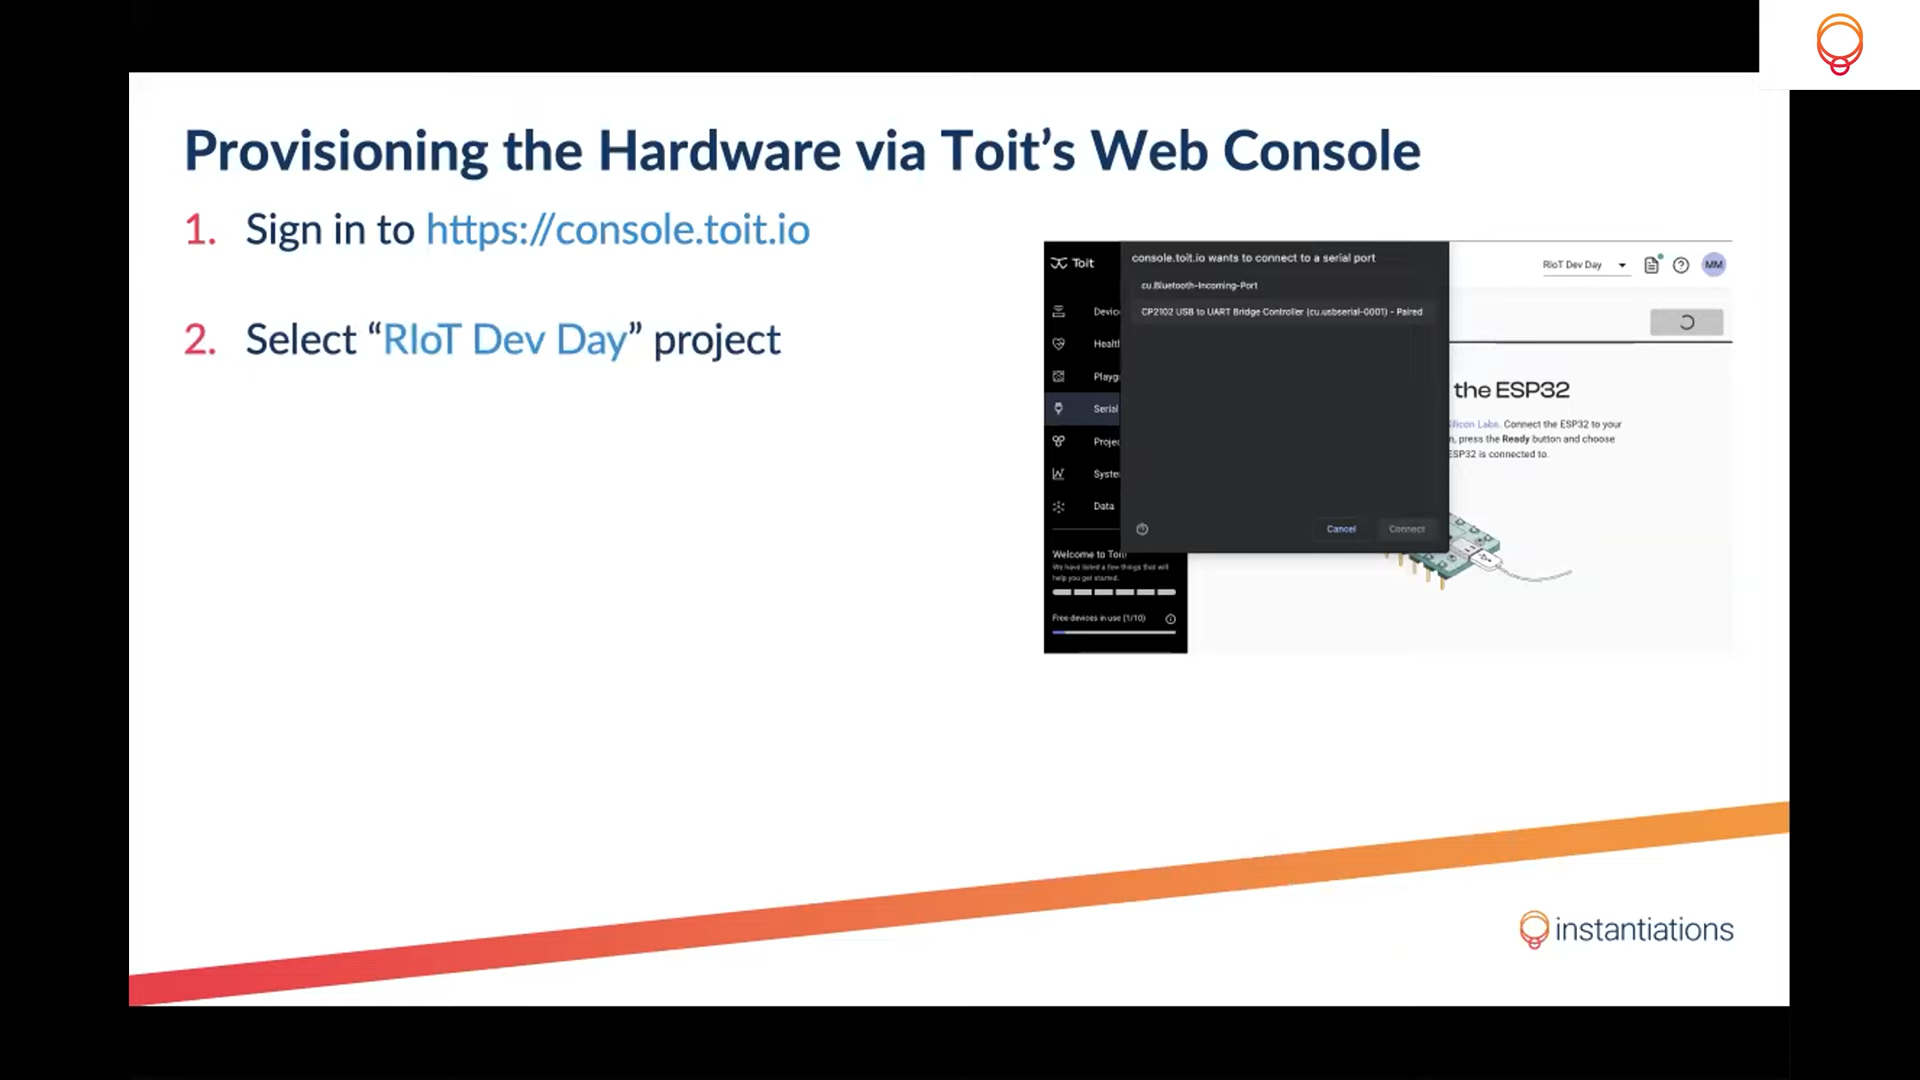 Provisioning the Hardware via Toit’s Web Console
1. Sign in to https://console.toit.io
2. Select “RIoT Dev Day” project
Toit
console.toit.io wants to connect to a serial port
cu.Bluetooth-Incoming-Port
CP2102 USB to UART Bridge Controller (cu.usbserial-0001) - Paired
RIoT Dev Day
MM
Devic
Healt
Playg
Serial
Projec
Syste
Data
the ESP32
Silicon Labs. Connect the ESP32 to your
n, press the Ready button and choose
ESP32 is connected to.
Cancel
Connect
Welcome to Toit!
We have listed a few things that will
help you get started.
Free devices in use (1/10)
instantiations